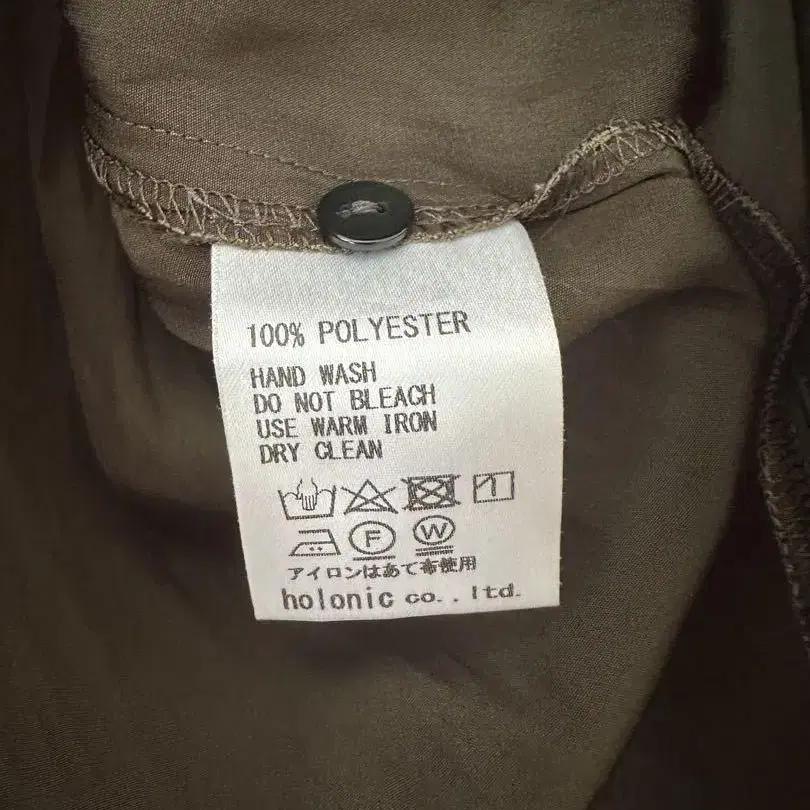 100% POLYESTER
HAND WASH
DO NOT BLEACH
USE WARM IRON
DRY CLEAN
F W
アイロンはあて布使用
holonic co., ltd.